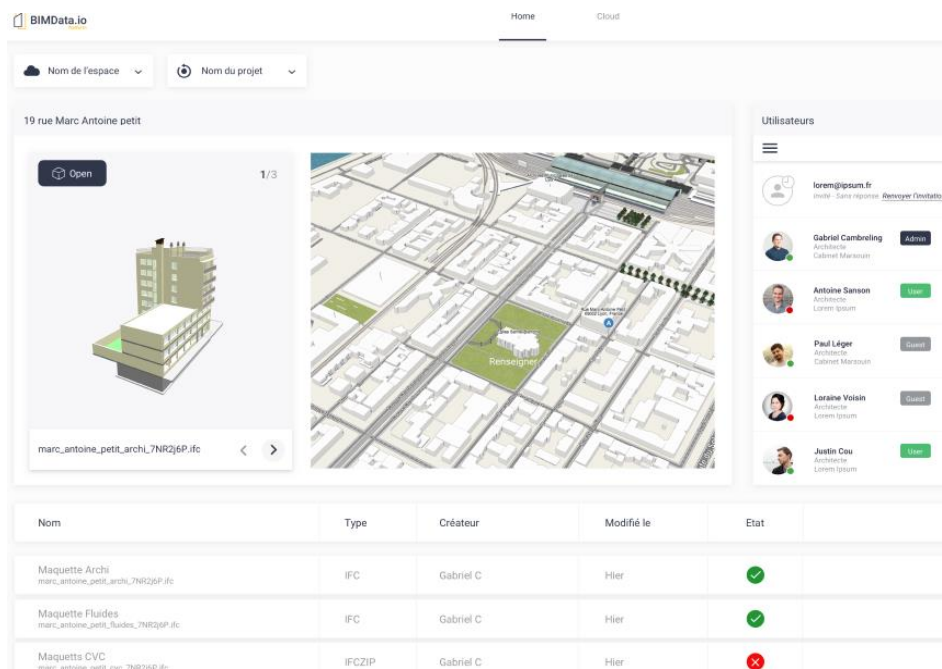 BIMData.io
Home
Cloud
Nom de l'espace
Nom du projet
19 rue Marc Antoine petit
Utilisateurs
Open
1/3
lorem@ipsum.fr
Invité - Sans réponse. Renvoyer l'invitatio
Gabriel Cambreling
Admin
Architecte
Cabinet Marsouin
Antoine Sanson
User
Architecte
Lorem Ipsum
Renseigner
Paul Léger
Guest
Architecte
Cabinet Marsouin
Loraine Voisin
Guest
Architecte
Lorem Ipsum
marc_antoine_petit_archi_7NR2j6P.ifc
Justin Cou
User
Architecte
Lorem Ipsum
Nom
Type
Créateur
Modifié le
Etat
Maquette Archi
marc_antoine_petit_archi_7NR2j6P.ifc
IFC
Gabriel C
Hier
Maquette Fluides
marc_antoine_petit_fluides_7NR2j6P.ifc
IFC
Gabriel C
Hier
Maquetts CVC
marc_antoine_petit_cvc_7NR2j6P.ifc
IFCZIP
Gabriel C
Hier